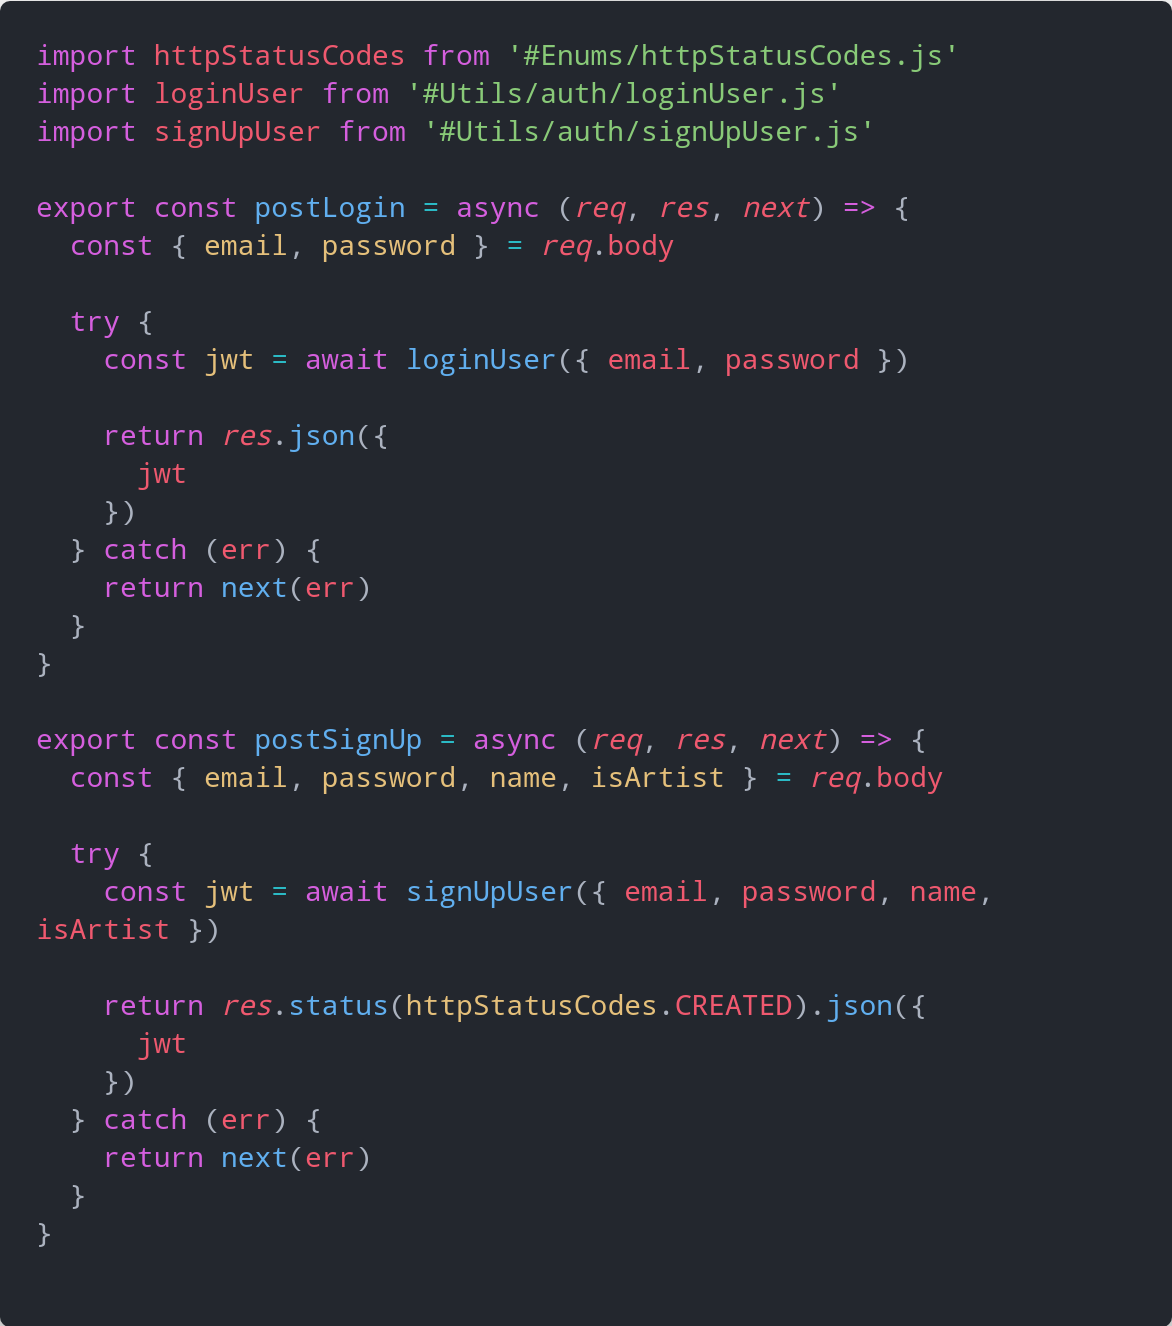 import httpStatusCodes from '#Enums/httpStatusCodes.js'
import loginUser from '#Utils/auth/loginUser.js'
import signUpUser from '#Utils/auth/signUpUser.js'

export const postLogin = async (req, res, next) => {
  const { email, password } = req.body

  try {
    const jwt = await loginUser({ email, password })

    return res.json({
      jwt
    })
  } catch (err) {
    return next(err)
  }
}

export const postSignUp = async (req, res, next) => {
  const { email, password, name, isArtist } = req.body

  try {
    const jwt = await signUpUser({ email, password, name,
isArtist })

    return res.status(httpStatusCodes.CREATED).json({
      jwt
    })
  } catch (err) {
    return next(err)
  }
}